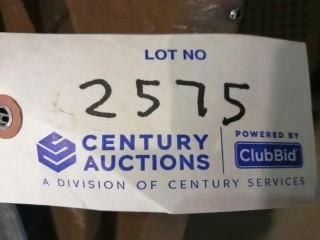 LOT NO
2575
CENTURY AUCTIONS
POWERED BY
ClubBid
A DIVISION OF CENTURY SERVICES